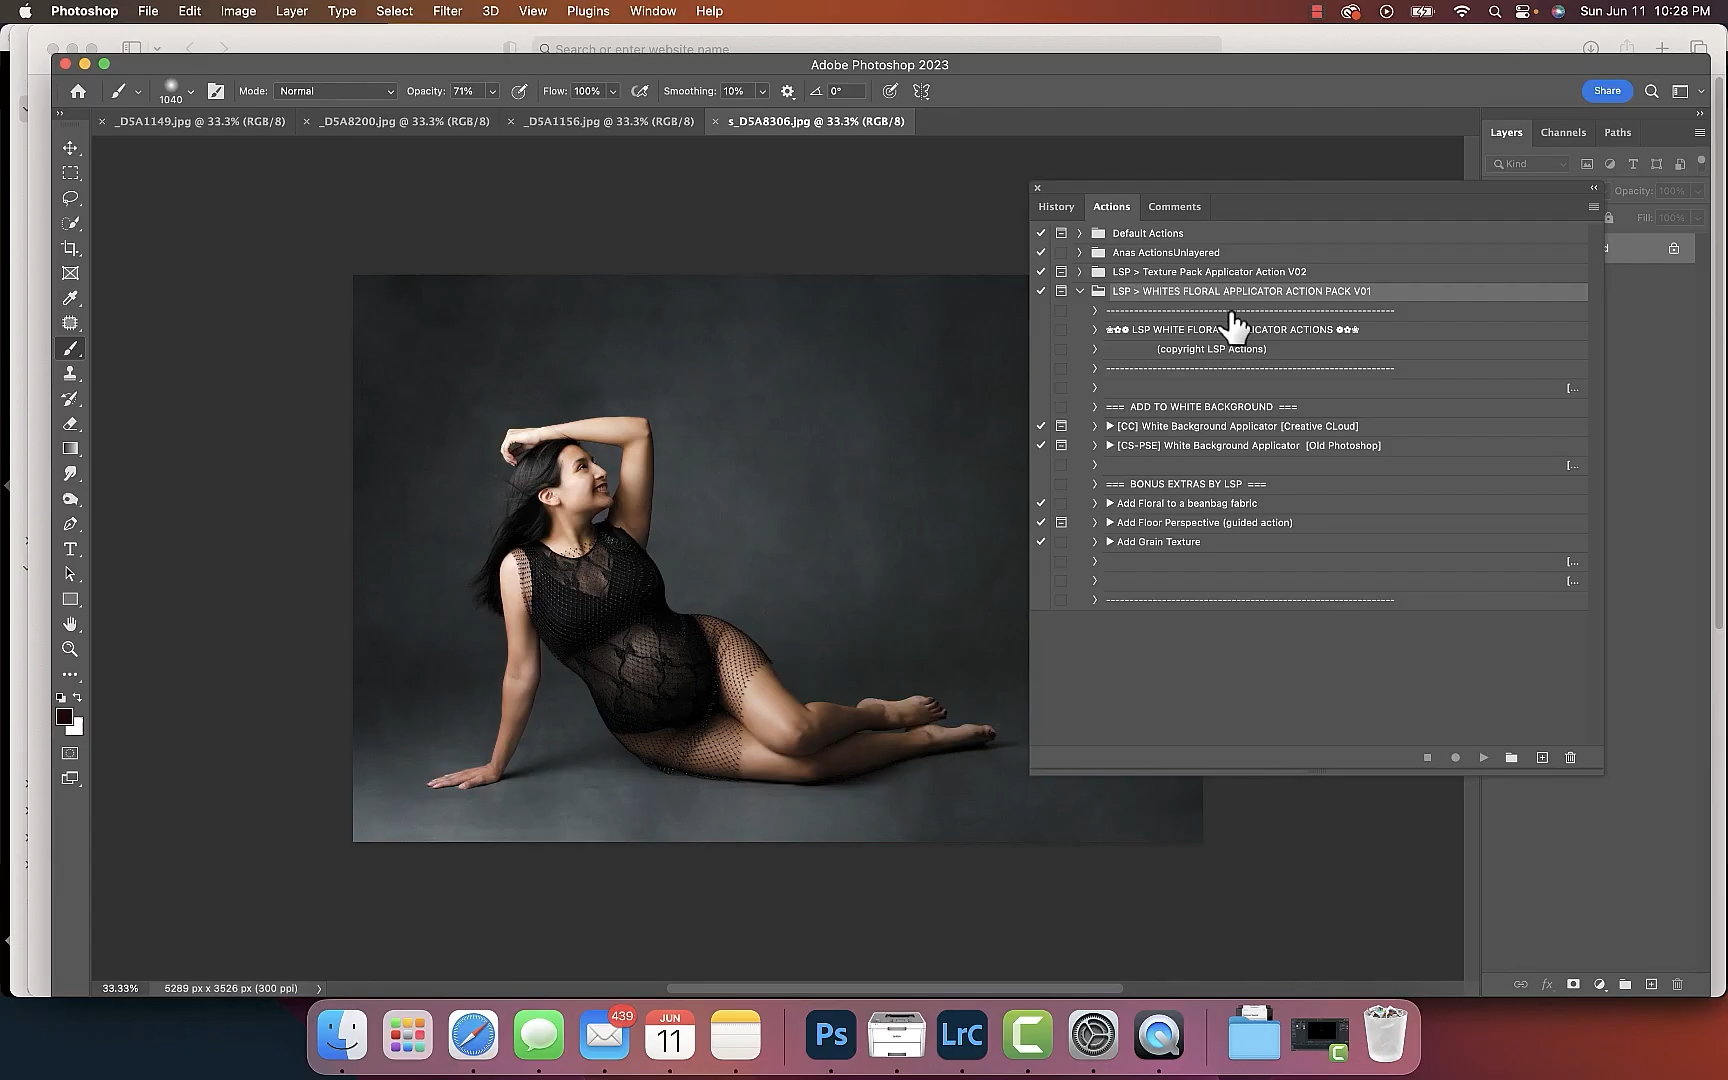 Photoshop File Edit Image Layer Type Select Filter 3D View Plugins Window Help Sun Jun 11 10:28 PM
Search or enter website name
Adobe Photoshop 2023
1040 Mode: Normal Opacity: 71% Flow: 100% Smoothing: 10% 0° Share
_D5A1149.jpg @ 33.3% (RGB/8) _D5A8200.jpg @ 33.3% (RGB/8) _D5A1156.jpg @ 33.3% (RGB/8) s_D5A8306.jpg @ 33.3% (RGB/8)
Layers Channels Paths
Kind
Opacity: 100%
Fill: 100%
History Actions Comments
Default Actions
Anas ActionsUnlayered
LSP > Texture Pack Applicator Action V02
LSP > WHITES FLORAL APPLICATOR ACTION PACK V01
----------------------------------------------------------------
❀✿❁ LSP WHITE FLORAL APPLICATOR ACTIONS ❁✿❀
(copyright LSP Actions)
----------------------------------------------------------------
[...
=== ADD TO WHITE BACKGROUND ===
▶ [CC] White Background Applicator [Creative CLoud]
▶ [CS-PSE] White Background Applicator [Old Photoshop]
[...
=== BONUS EXTRAS BY LSP ===
▶ Add Floral to a beanbag fabric
▶ Add Floor Perspective (guided action)
▶ Add Grain Texture
[...
[...
----------------------------------------------------------------
33.33% 5289 px x 3526 px (300 ppi)
fx
439
JUN
11
Ps
LrC